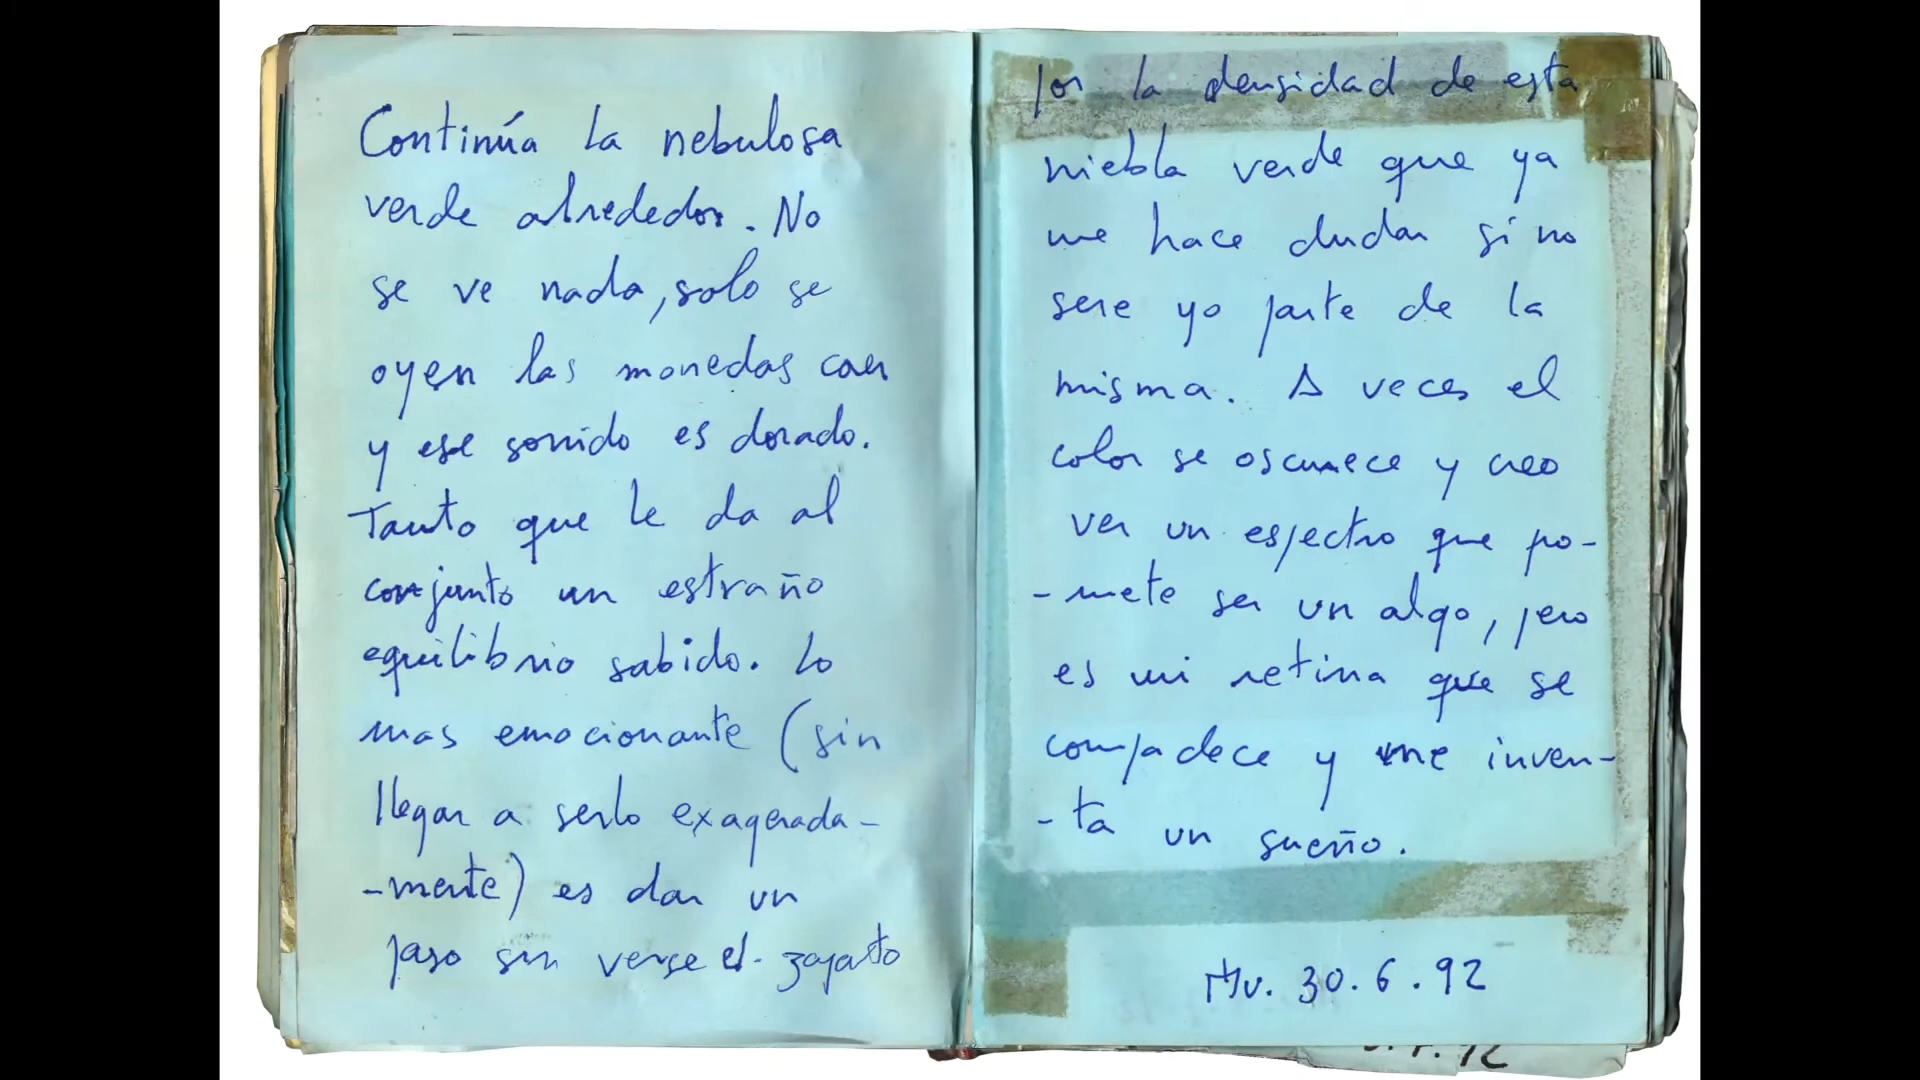 Continúa la nebulosa
verde alrededor. No
se ve nada, solo se
oyen las monedas caer
y ese sonido es dorado.
Tanto que le da al
conjunto un estraño
equilibrio sabido. Lo
mas emocionante (sin
llegar a serlo exagerada-
-mente) es dar un
paso sin verse el zapato
por la densidad de esta
niebla verde que ya
me hace dudar si no
sere yo parte de la
misma. A veces el
color se oscurece y creo
ver un espectro que po-
-mete ser un algo, pero
es mi retina que se
compadece y me inven-
-ta un sueño.
30.6.92